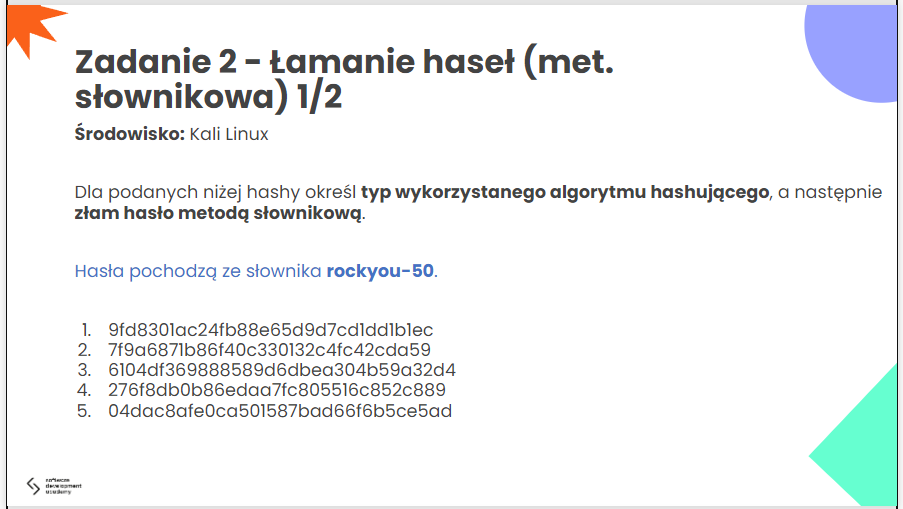 Zadanie 2 - Łamanie haseł (met.
słownikowa) 1/2
Środowisko: Kali Linux
Dla podanych niżej hashy określ typ wykorzystanego algorytmu hashującego, a następnie
złam hasło metodą słownikową.
Hasła pochodzą ze słownika rockyou-50.
1. 9fd8301ac24fb88e65d9d7cd1dd1b1ec
2. 7f9a6871b86f40c330132c4fc42cda59
3. 6104df369888589d6dbea304b59a32d4
4. 276f8db0b86edaa7fc805516c852c889
5. 04dac8afe0ca501587bad66f6b5ce5ad
software
development
academy